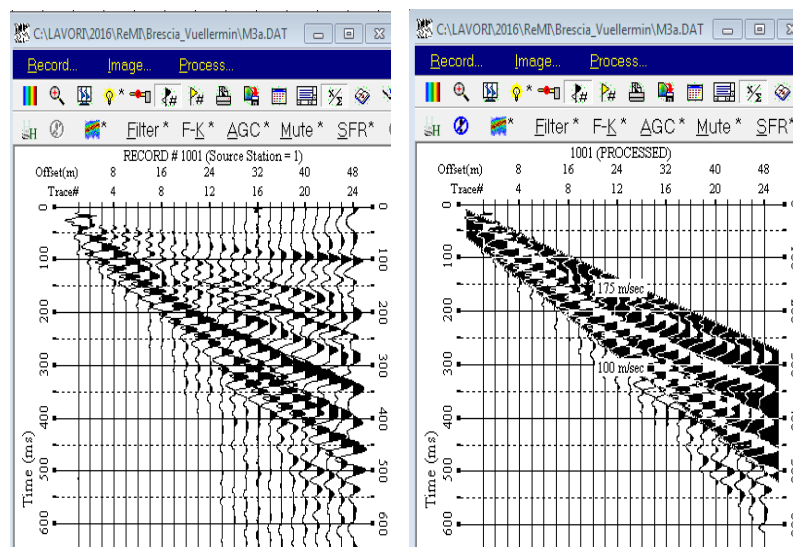 C:\LAVORI\2016\ReMI\Brescia_Vuellermin\M3a.DAT
Record... Image... Process...
H * Filter * F-K * AGC * Mute * SFR*
RECORD # 1001 (Source Station = 1)
Offset(m) 8 16 24 32 40 48
Trace# 4 8 12 16 20 24
0 0
100 100
200 200
300 300
400 400
500 500
600 600
Time (ms)
C:\LAVORI\2016\ReMI\Brescia_Vuellermin\M3a.DAT
Record... Image... Process...
H * Filter * F-K * AGC * Mute * SFR*
1001 (PROCESSED)
Offset(m) 8 16 24 32 40 48
Trace# 4 8 12 16 20 24
0
100
175 m/sec
200
300
100 m/sec
400
500
600
Time (ms)